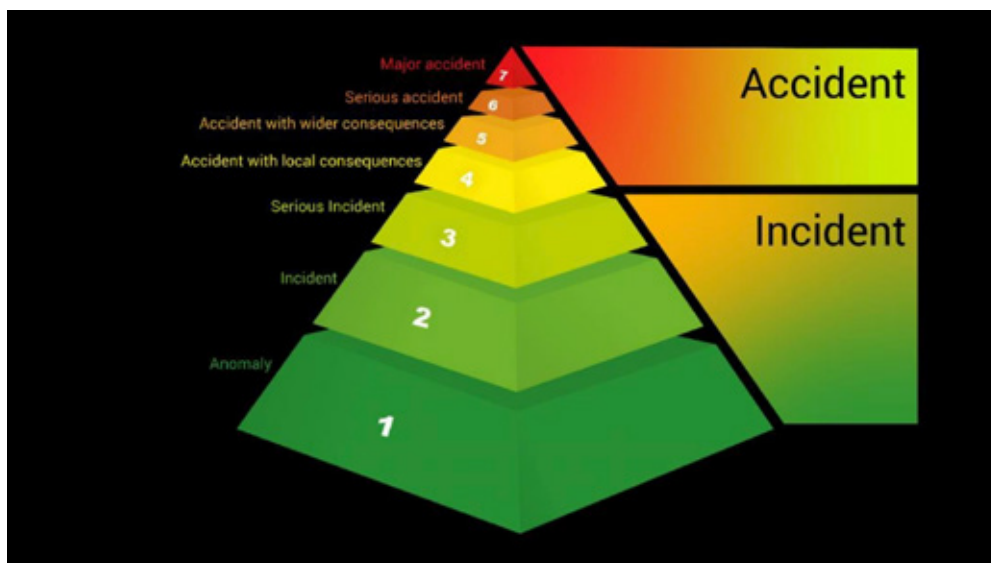 Major accident
7
Accident
Serious accident
6
Accident with wider consequences
5
Accident with local consequences
4
Serious Incident
3
Incident
Incident
2
Anomaly
1